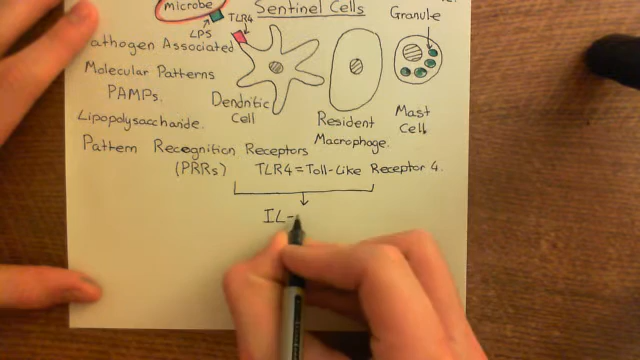 Microbe
Sentinel Cells
Granule
TLR4
LPS
Pathogen Associated
Molecular Patterns
PAMPs.
Dendritic
Cell
Resident
Macrophage.
Mast
Cell
Lipopolysaccharide.
Pattern Recognition Receptors
(PRRs) TLR4 = Toll-Like Receptor 4.
IL-